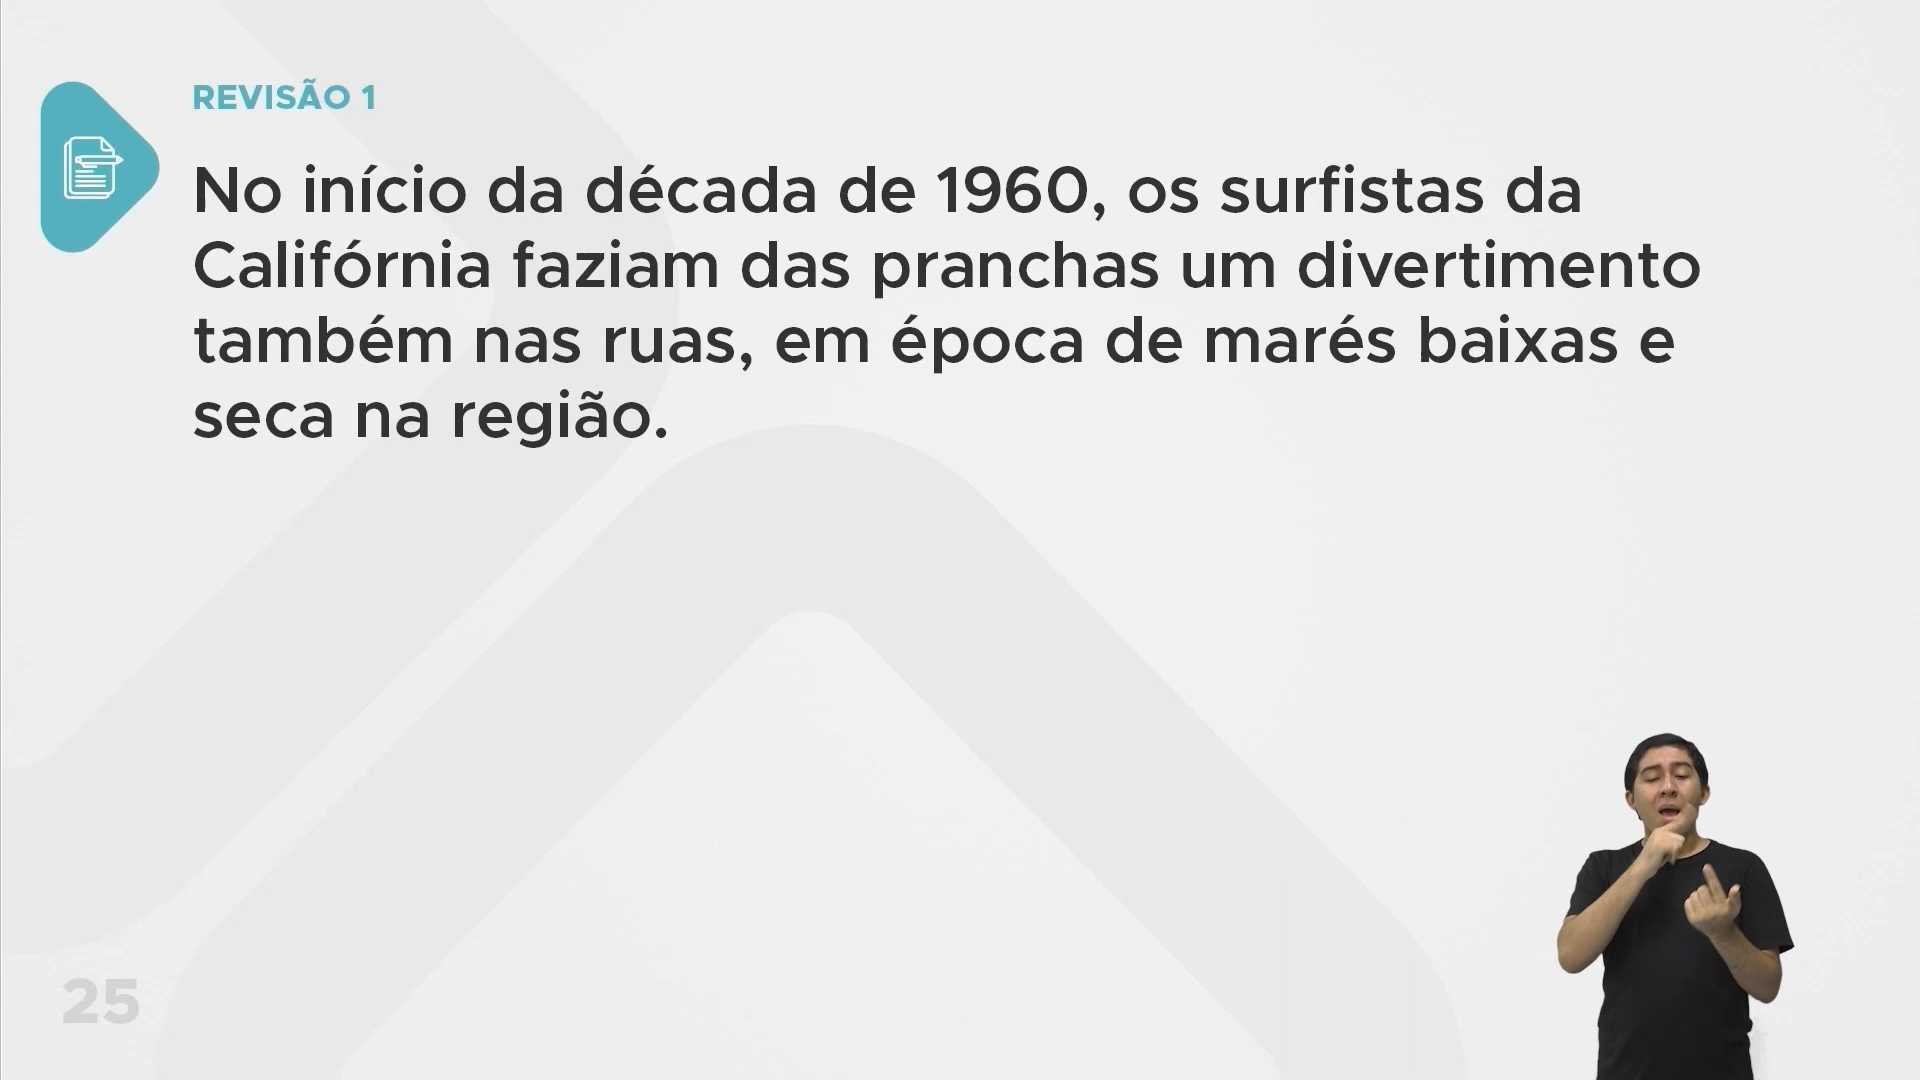 REVISÃO 1
No início da década de 1960, os surfistas da
Califórnia faziam das pranchas um divertimento
também nas ruas, em época de marés baixas e
seca na região.
25